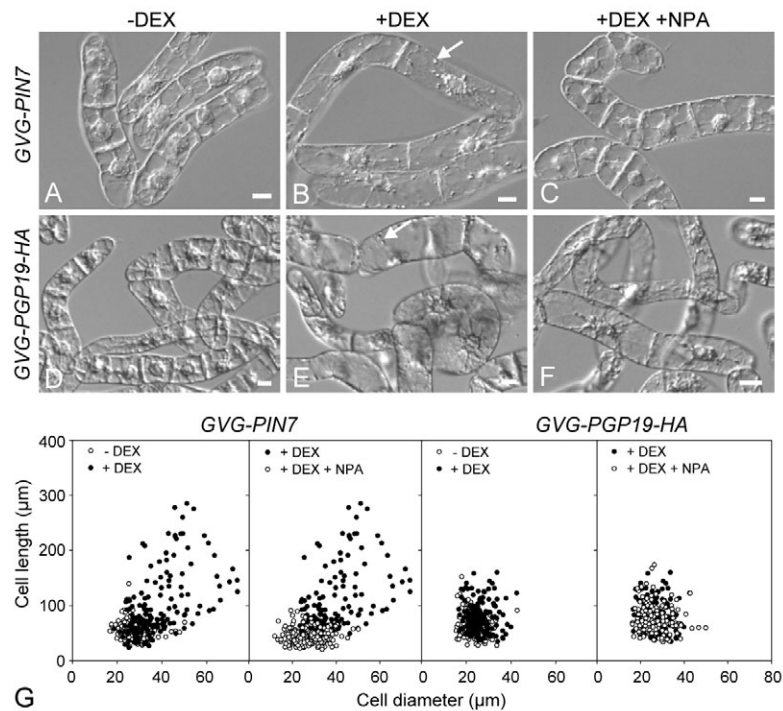 -DEX +DEX +DEX +NPA
GVG-PIN7
A B C
GVG-PGP19-HA
D E F
GVG-PIN7 GVG-PGP19-HA
400
- DEX + DEX - DEX + DEX
+ DEX + DEX + NPA + DEX + DEX + NPA
300
Cell length (µm)
200
100
0
0 20 40 60 0 20 40 60 0 20 40 60 0 20 40 60 80
Cell diameter (µm)
G